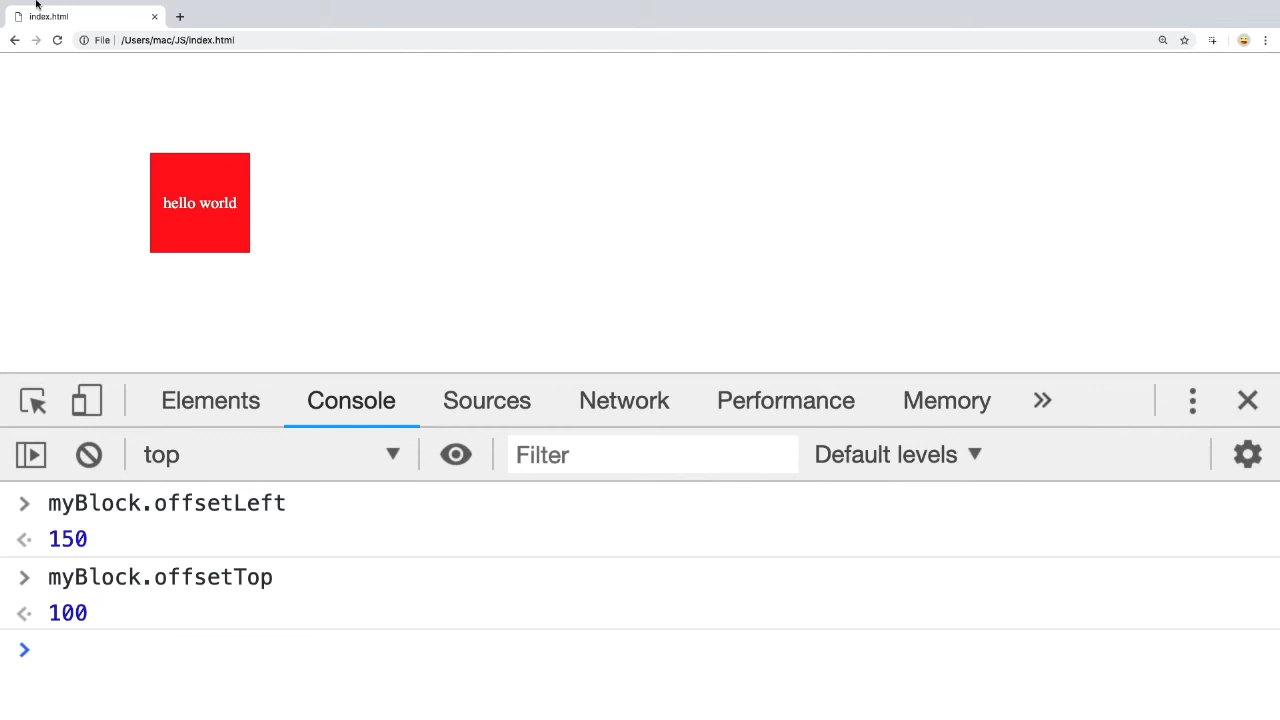 index.html
File /Users/mac/JS/index.html
hello world
Elements Console Sources Network Performance Memory
top Filter Default levels
myBlock.offsetLeft
150
myBlock.offsetTop
100